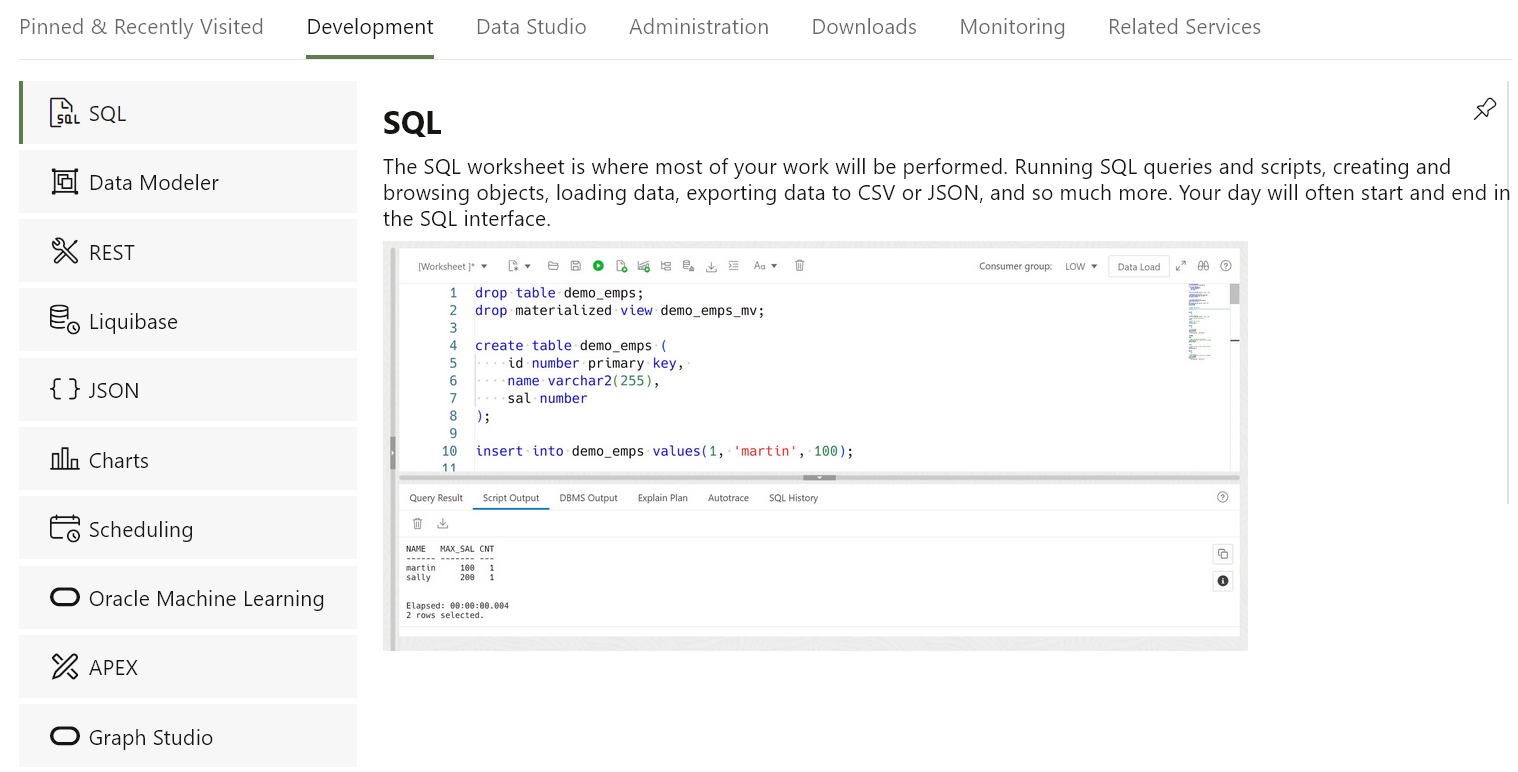 Pinned & Recently Visited Development Data Studio Administration Downloads Monitoring Related Services
SQL
Data Modeler
REST
Liquibase
JSON
Charts
Scheduling
Oracle Machine Learning
APEX
Graph Studio
SQL
The SQL worksheet is where most of your work will be performed. Running SQL queries and scripts, creating and
browsing objects, loading data, exporting data to CSV or JSON, and so much more. Your day will often start and end in
the SQL interface.
[Worksheet ]* Aa Consumer group: LOW Data Load
1 drop table demo_emps;
2 drop materialized view demo_emps_mv;
3
4 create table demo_emps (
5 id number primary key,
6 name varchar2(255),
7 sal number
8 );
9
10 insert into demo_emps values(1, 'martin', 100);
11
Query Result Script Output DBMS Output Explain Plan Autotrace SQL History
NAME MAX_SAL CNT
------ ------- ---
martin 100 1
sally 200 1
Elapsed: 00:00:00.004
2 rows selected.